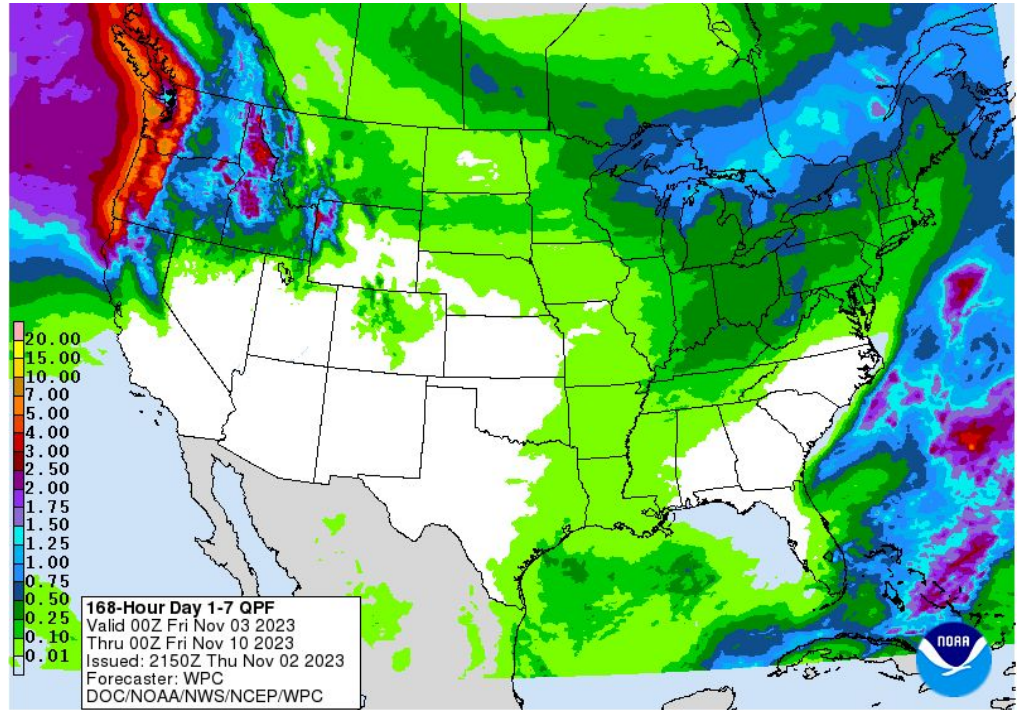 20.00
15.00
10.00
7.00
5.00
4.00
3.00
2.50
2.00
1.75
1.50
1.25
1.00
0.75
0.50
0.25
0.10
0.01
168-Hour Day 1-7 QPF
Valid 00Z Fri Nov 03 2023
Thru 00Z Fri Nov 10 2023
Issued: 2150Z Thu Nov 02 2023
Forecaster: WPC
DOC/NOAA/NWS/NCEP/WPC
NOAA